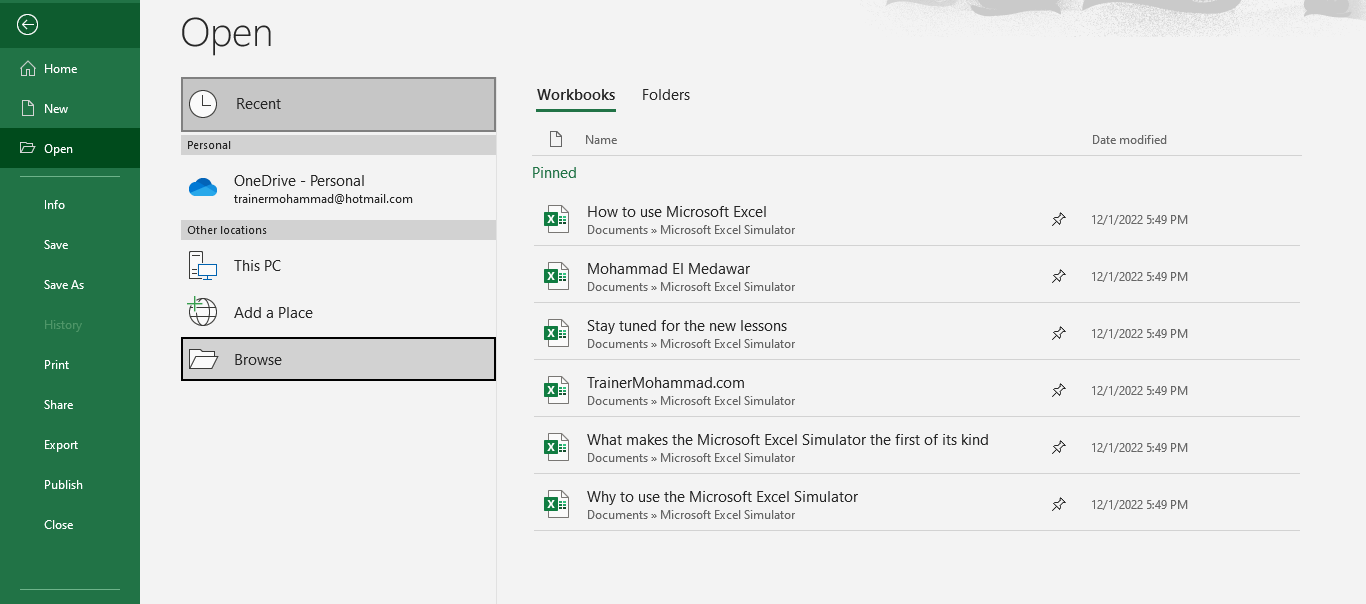 Open
Home
New
Open
Info
Save
Save As
History
Print
Share
Export
Publish
Close
Recent
Personal
OneDrive - Personal
trainermohammad@hotmail.com
Other locations
This PC
Add a Place
Browse
Workbooks Folders
Name Date modified
Pinned
How to use Microsoft Excel
Documents » Microsoft Excel Simulator
12/1/2022 5:49 PM
Mohammad El Medawar
Documents » Microsoft Excel Simulator
12/1/2022 5:49 PM
Stay tuned for the new lessons
Documents » Microsoft Excel Simulator
12/1/2022 5:49 PM
TrainerMohammad.com
Documents » Microsoft Excel Simulator
12/1/2022 5:49 PM
What makes the Microsoft Excel Simulator the first of its kind
Documents » Microsoft Excel Simulator
12/1/2022 5:49 PM
Why to use the Microsoft Excel Simulator
Documents » Microsoft Excel Simulator
12/1/2022 5:49 PM